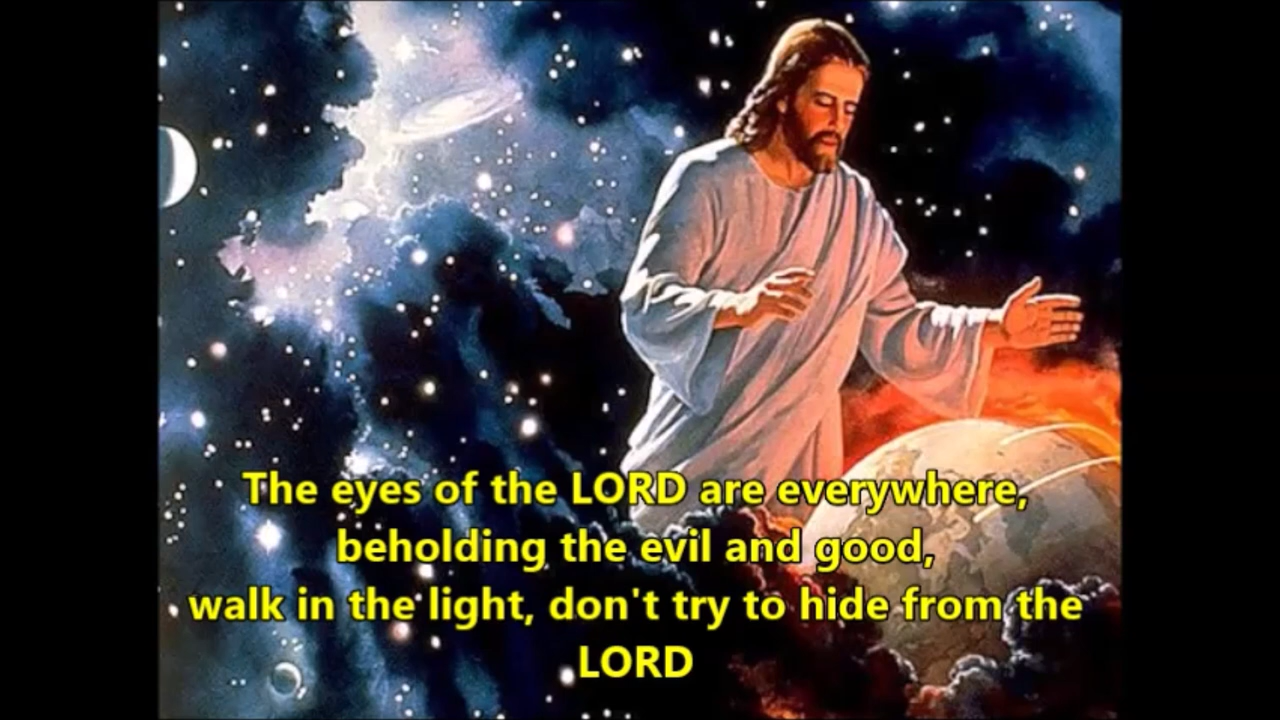 The eyes of the LORD are everywhere,
beholding the evil and good,
walk in the light, don't try to hide from the
LORD